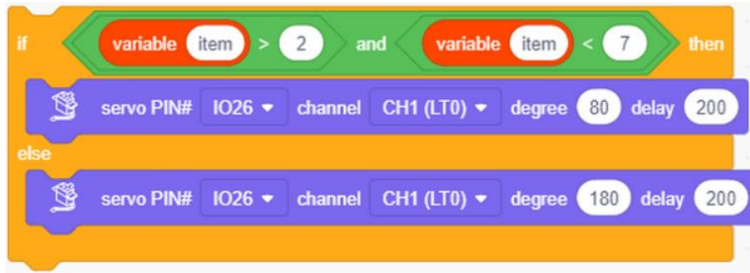 if variable item > 2 and variable item < 7 then
servo PIN# IO26 channel CH1 (LT0) degree 80 delay 200
else
servo PIN# IO26 channel CH1 (LT0) degree 180 delay 200